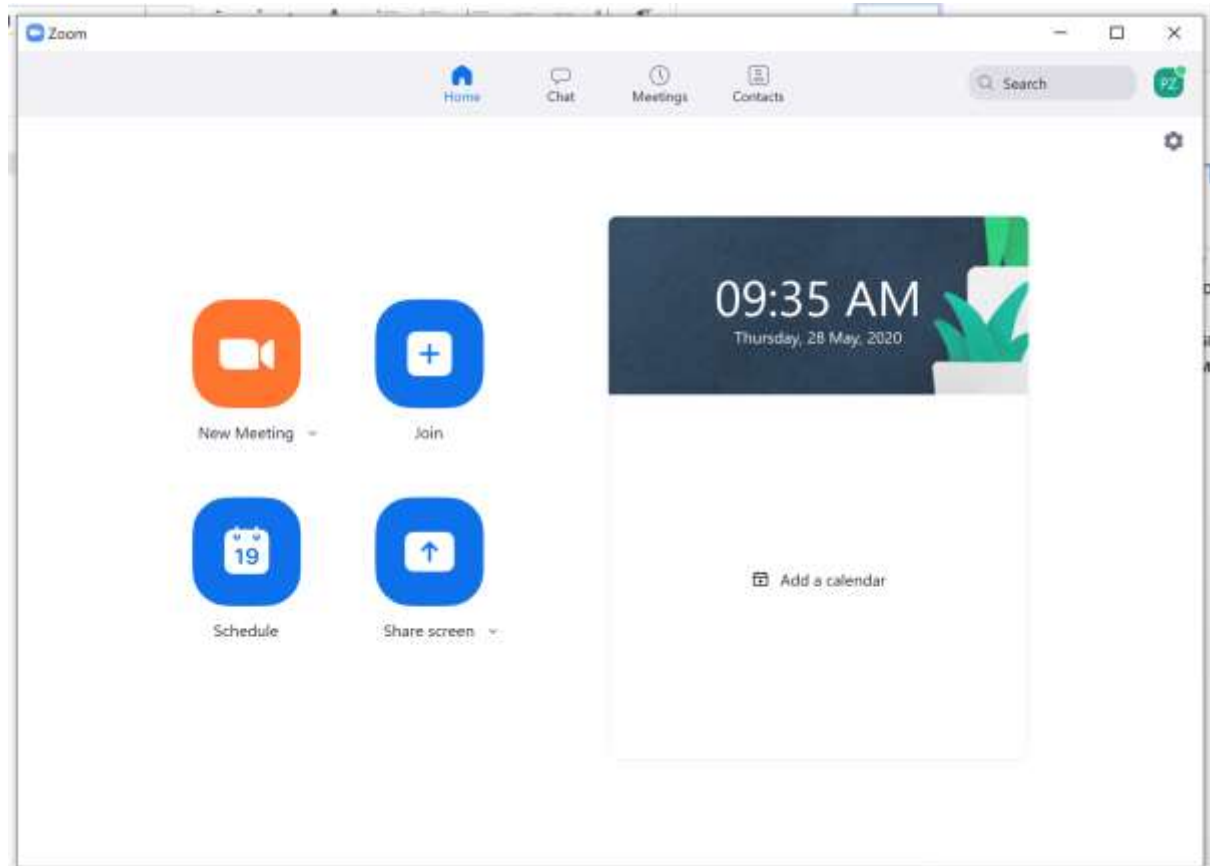 Zoom
Home
Chat
Meetings
Contacts
Search
PZ
09:35 AM
Thursday, 28 May, 2020
New Meeting
Join
19
Schedule
Share screen
Add a calendar